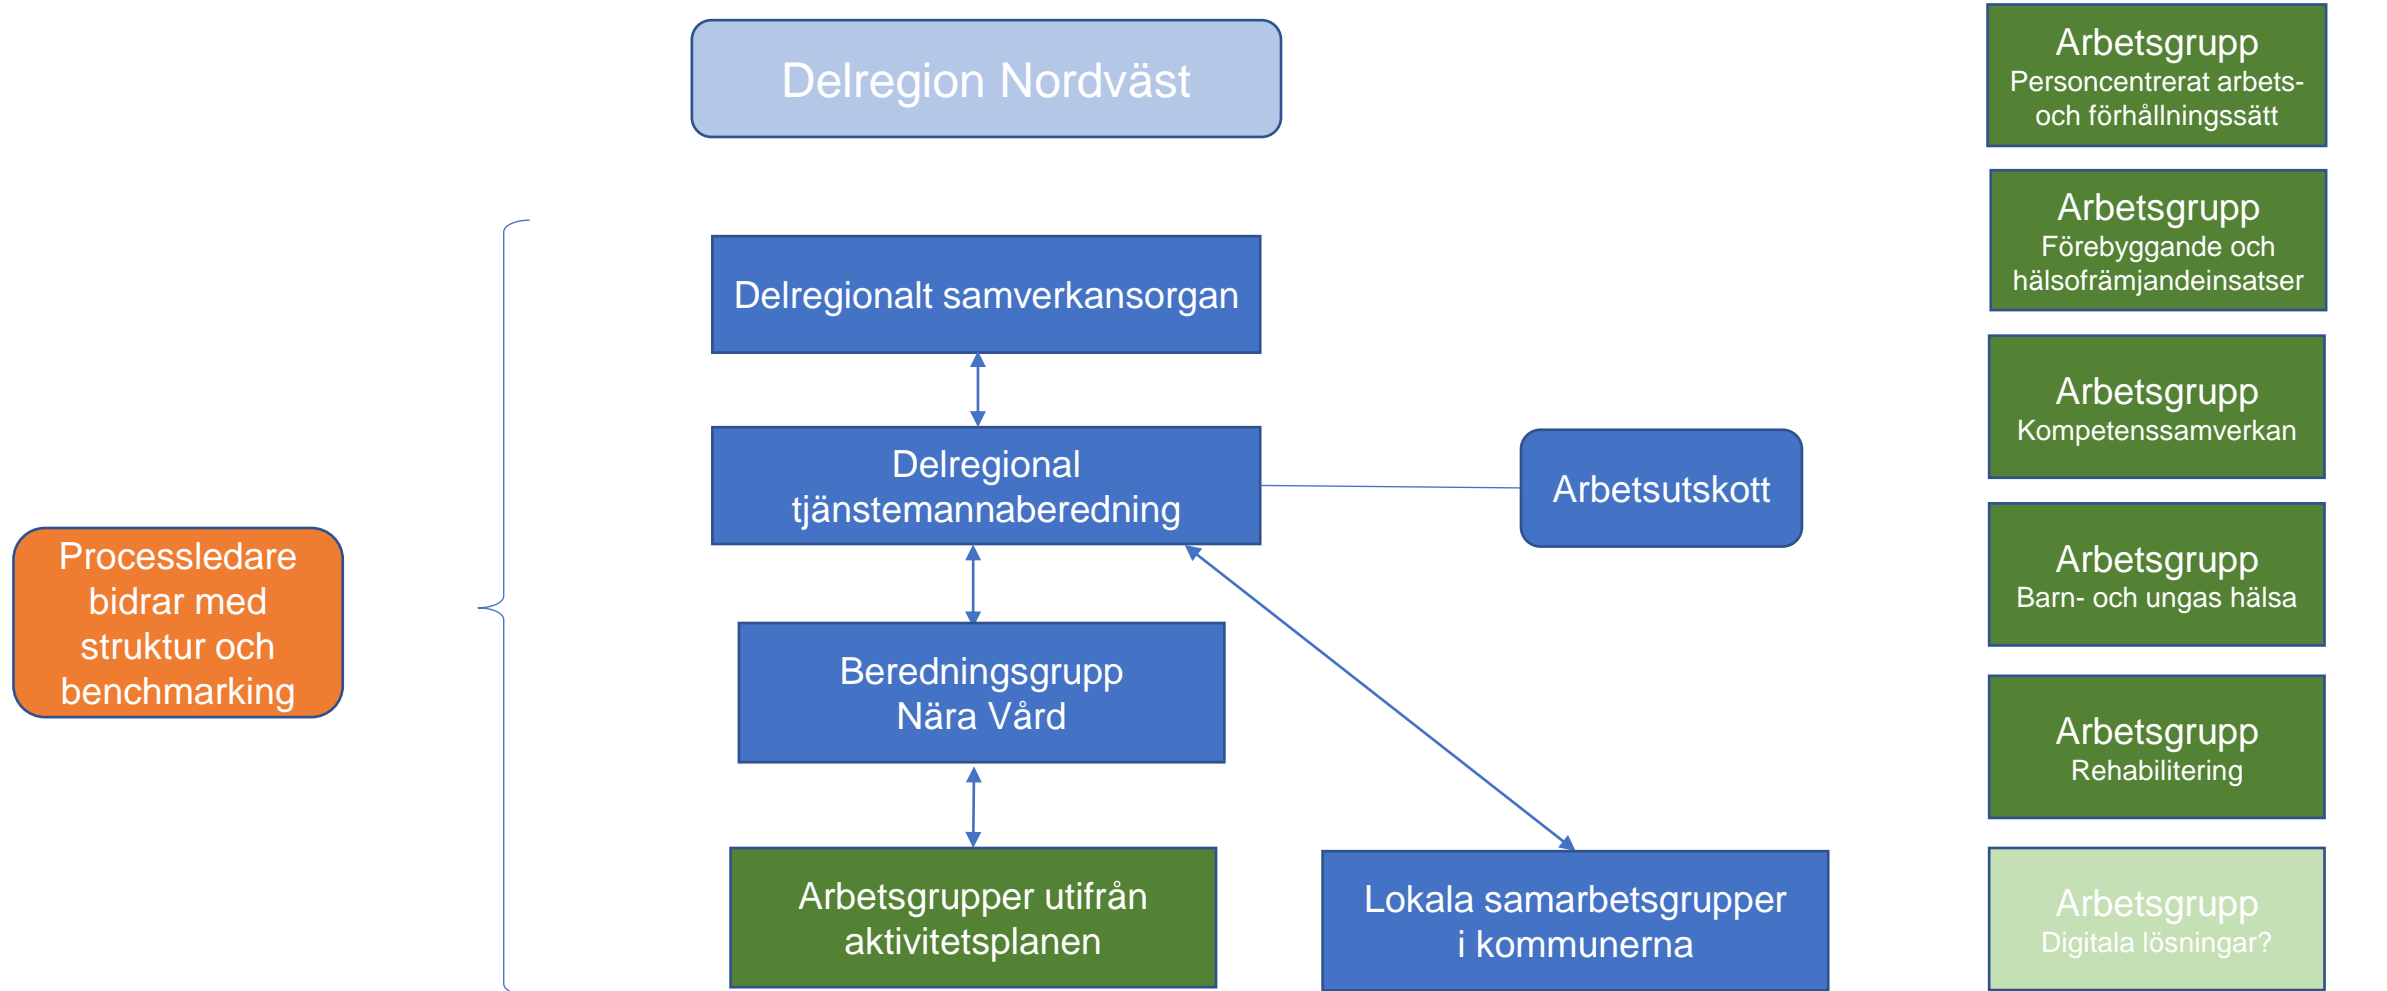 Delregion Nordväst
Delregionalt samverkansorgan
Delregional
tjänstemannaberedning
Arbetsutskott
Processledare
bidrar med
struktur och
benchmarking
Beredningsgrupp
Nära Vård
Arbetsgrupper utifrån
aktivitetsplanen
Lokala samarbetsgrupper
i kommunerna
Arbetsgrupp
Personcentrerat arbets-
och förhållningssätt
Arbetsgrupp
Förebyggande och
hälsofrämjandeinsatser
Arbetsgrupp
Kompetenssamverkan
Arbetsgrupp
Barn- och ungas hälsa
Arbetsgrupp
Rehabilitering
Arbetsgrupp
Digitala lösningar?